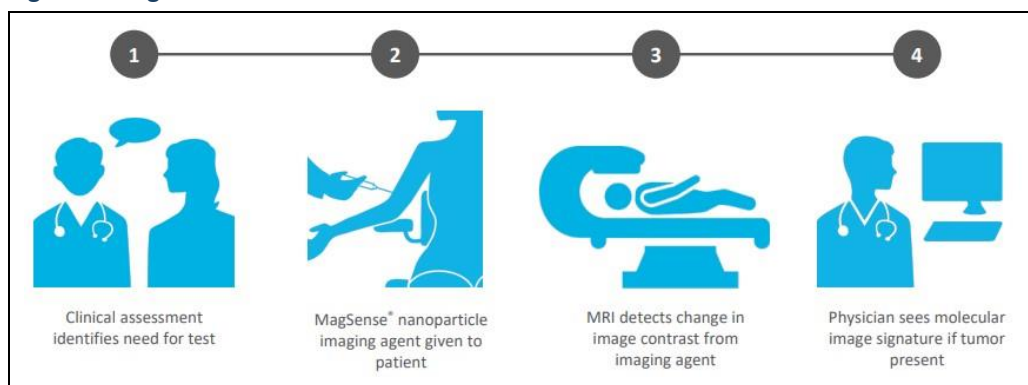 1
2
3
4
Clinical assessment
identifies need for test
MagSense® nanoparticle
imaging agent given to
patient
MRI detects change in
image contrast from
imaging agent
Physician sees molecular
image signature if tumor
present